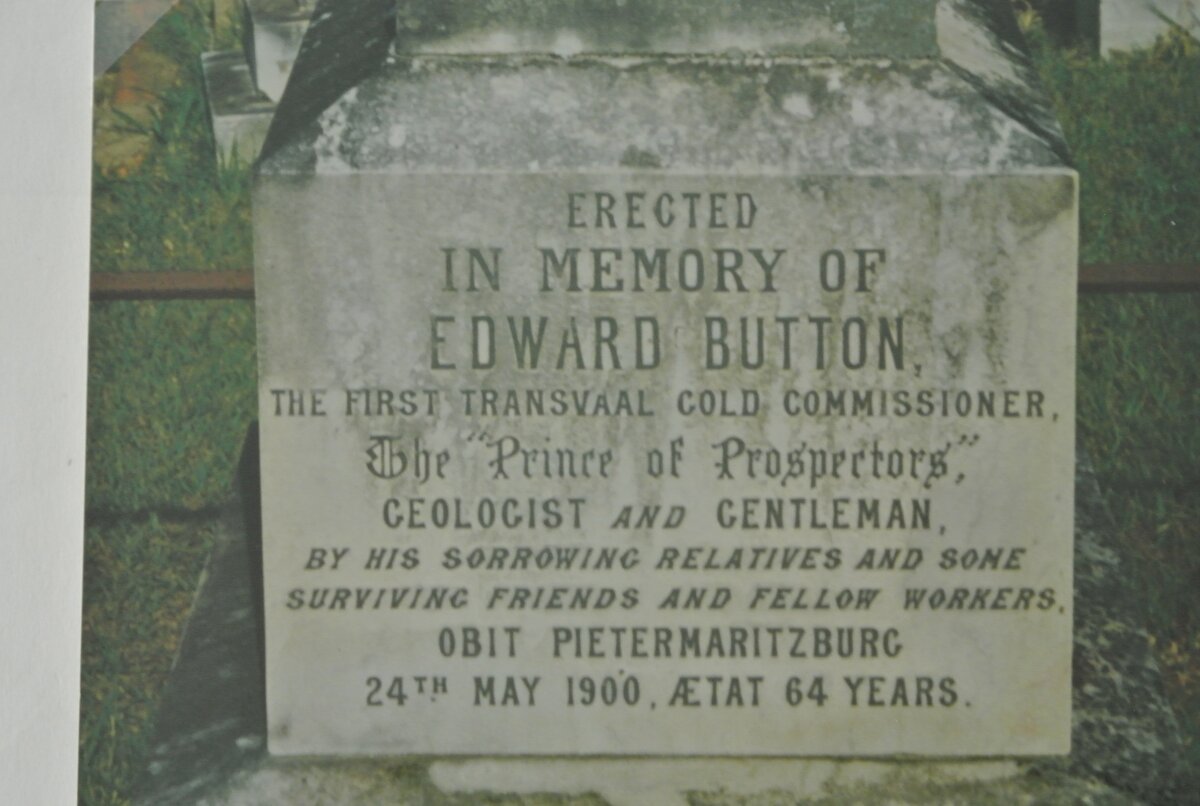 ERECTED
IN MEMORY OF
EDWARD BUTTON,
THE FIRST TRANSVAAL GOLD COMMISSIONER,
The "Prince of Prospectors,"
GEOLOGIST AND GENTLEMAN,
BY HIS SORROWING RELATIVES AND SOME
SURVIVING FRIENDS AND FELLOW WORKERS.
OBIT PIETERMARITZBURG
24TH MAY 1900, ÆTAT 64 YEARS.